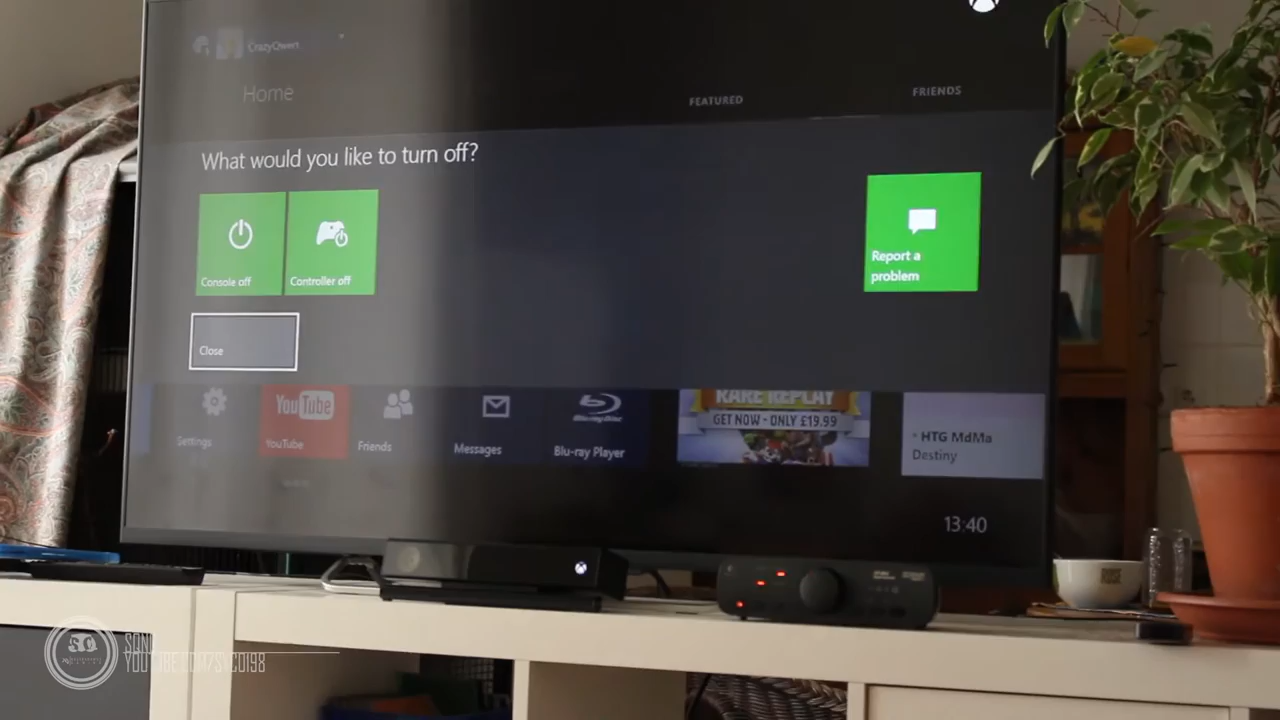 CrazyQwert
Home
FEATURED
FRIENDS
What would you like to turn off?
Console off
Controller off
Report a
problem
Close
Settings
YouTube
YouTube
Friends
Messages
Blu-ray Disc
Blu-ray Player
RARE REPLAY
GET NOW - ONLY £19.99
• HTG MdMa
Destiny
13:40